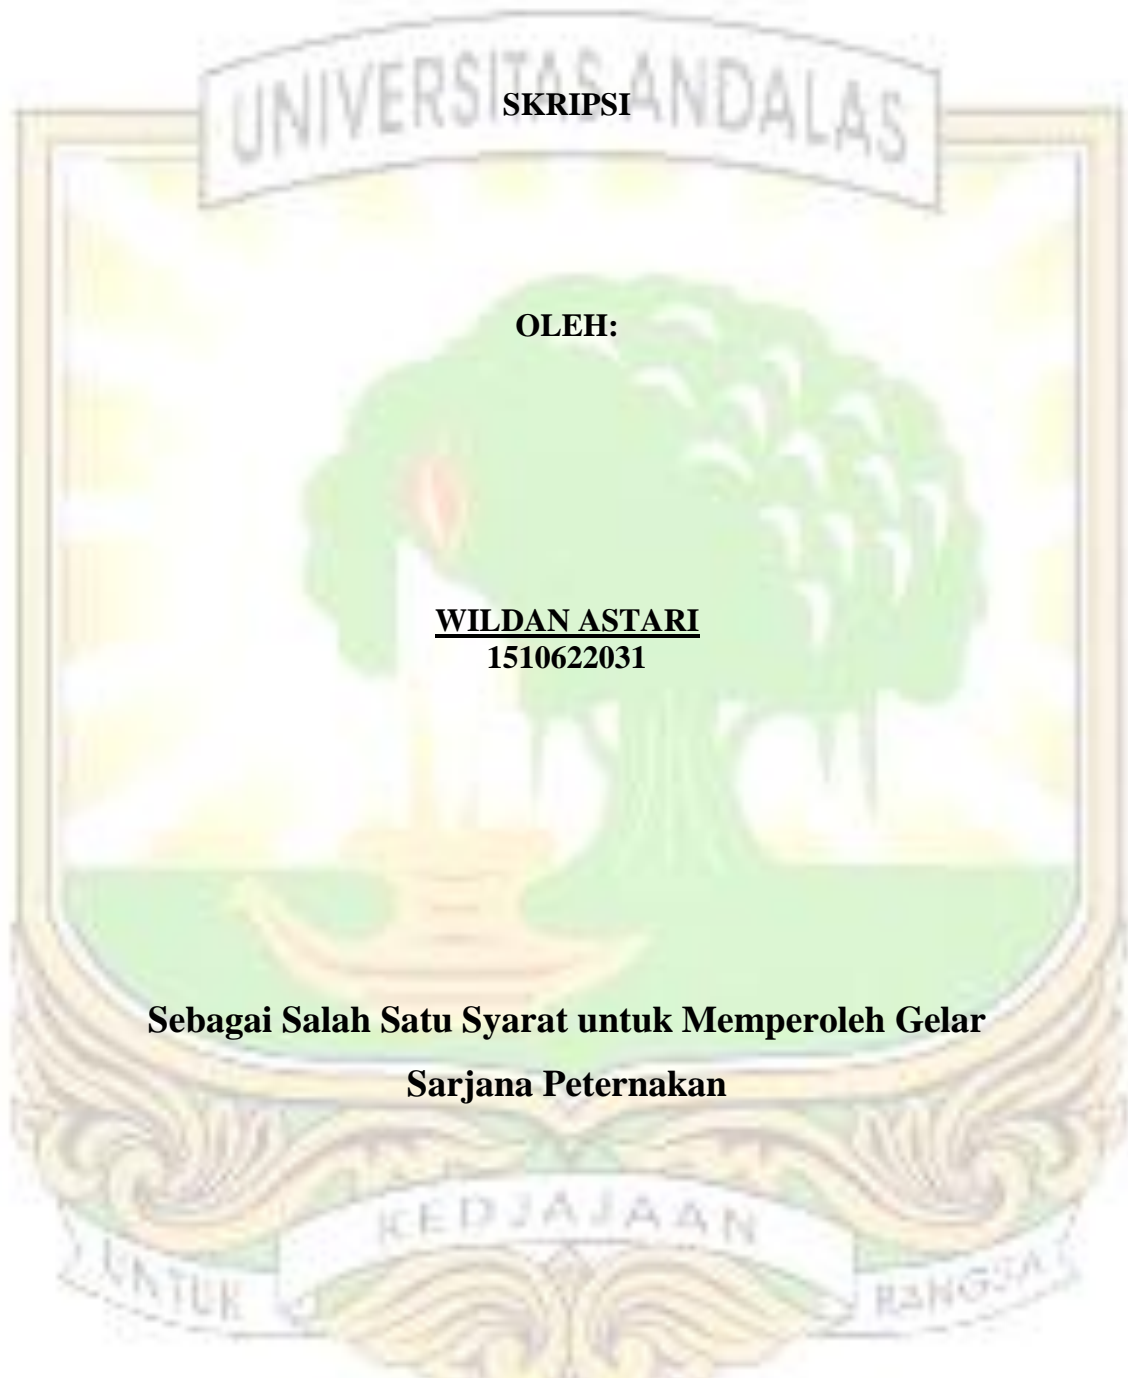 UNIVERSITAS ANDALAS
SKRIPSI
OLEH:
WILDAN ASTARI
1510622031
Sebagai Salah Satu Syarat untuk Memperoleh Gelar
Sarjana Peternakan
KEDJAJAAN
UNTUK
BANGSA